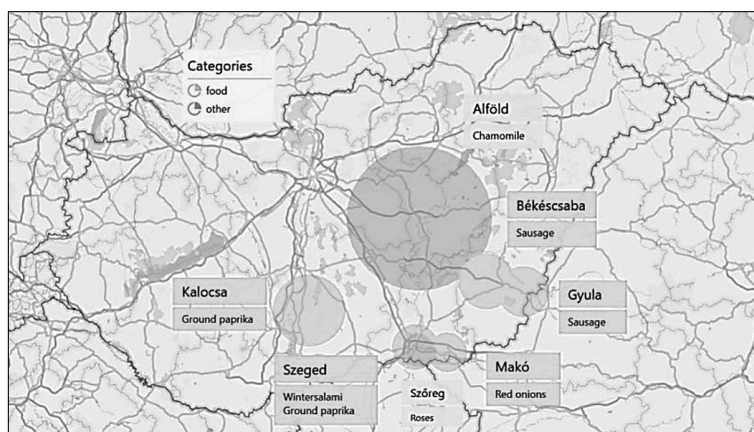 Categories
food
other
Alföld
Chamomile
Békéscsaba
Sausage
Kalocsa
Ground paprika
Gyula
Sausage
Szeged
Wintersalami
Ground paprika
Szőreg
Roses
Makó
Red onions